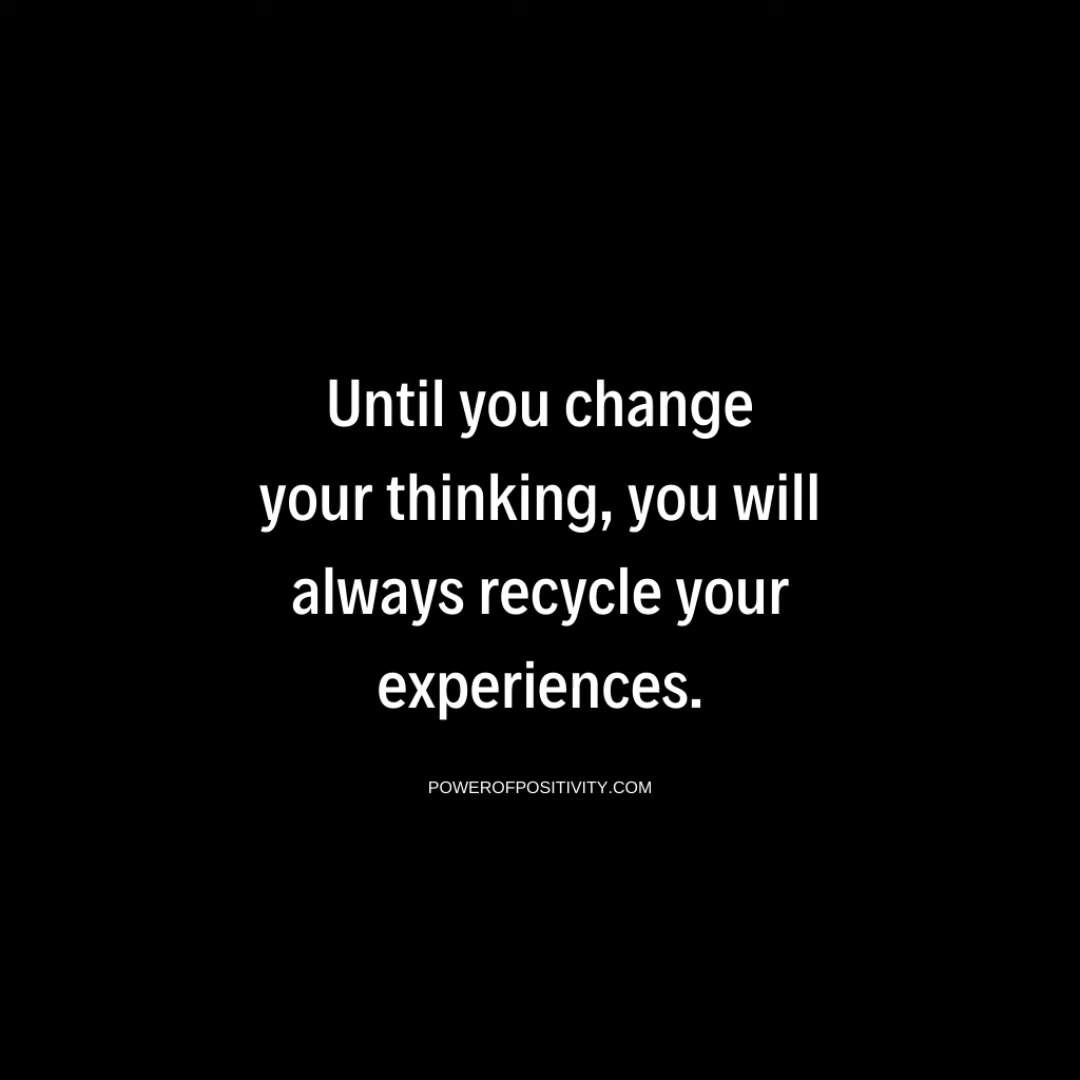 Until you change
your thinking, you will
always recycle your
experiences.
POWEROFPOSITIVITY.COM